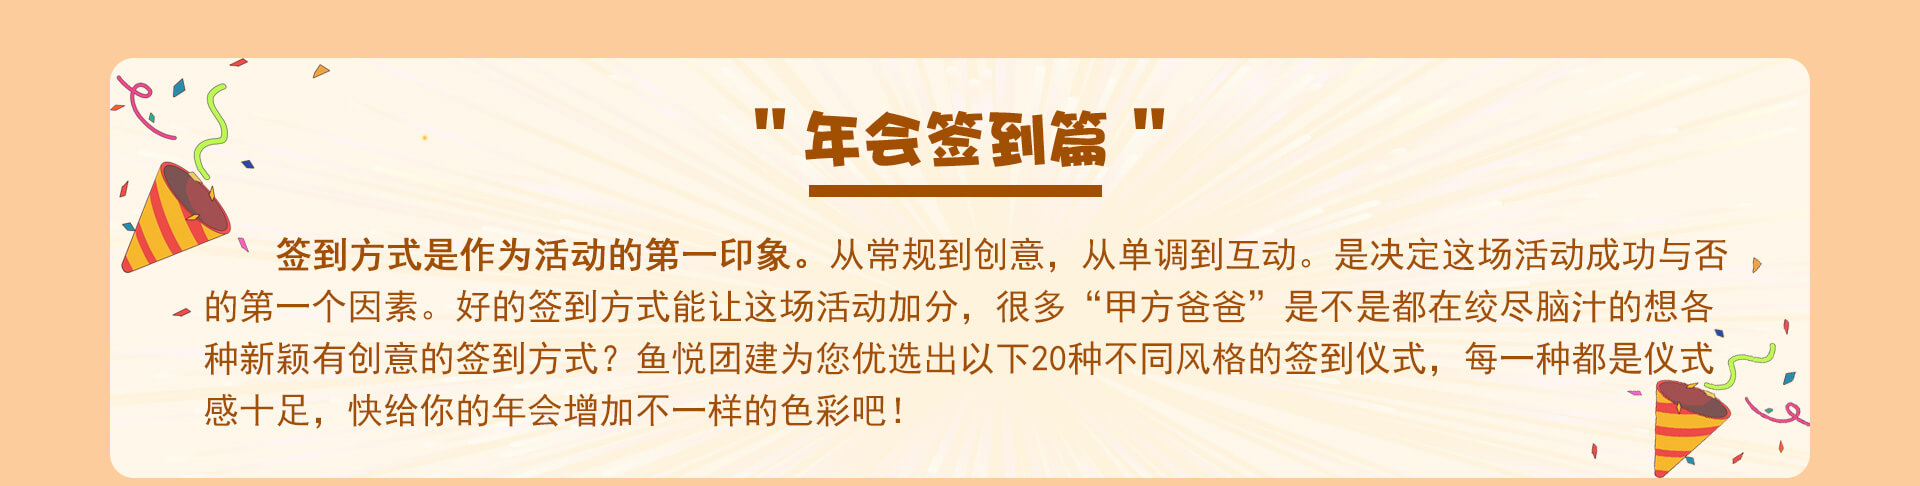 "年会签到篇"
签到方式是作为活动的第一印象。从常规到创意，从单调到互动。是决定这场活动成功与否
的第一个因素。好的签到方式能让这场活动加分，很多“甲方爸爸”是不是都在绞尽脑汁的想各
种新颖有创意的签到方式？鱼悦团建为您优选出以下20种不同风格的签到仪式，每一种都是仪式
感十足，快给你的年会增加不一样的色彩吧！